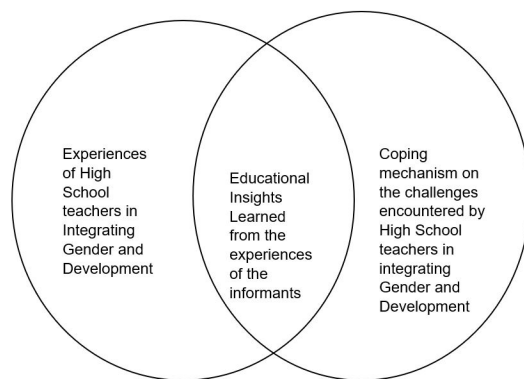 Experiences
of High
School
teachers in
Integrating
Gender and
Development
Educational
Insights
Learned
from the
experiences
of the
informants
Coping
mechanism on
the challenges
encountered by
High School
teachers in
integrating
Gender and
Development